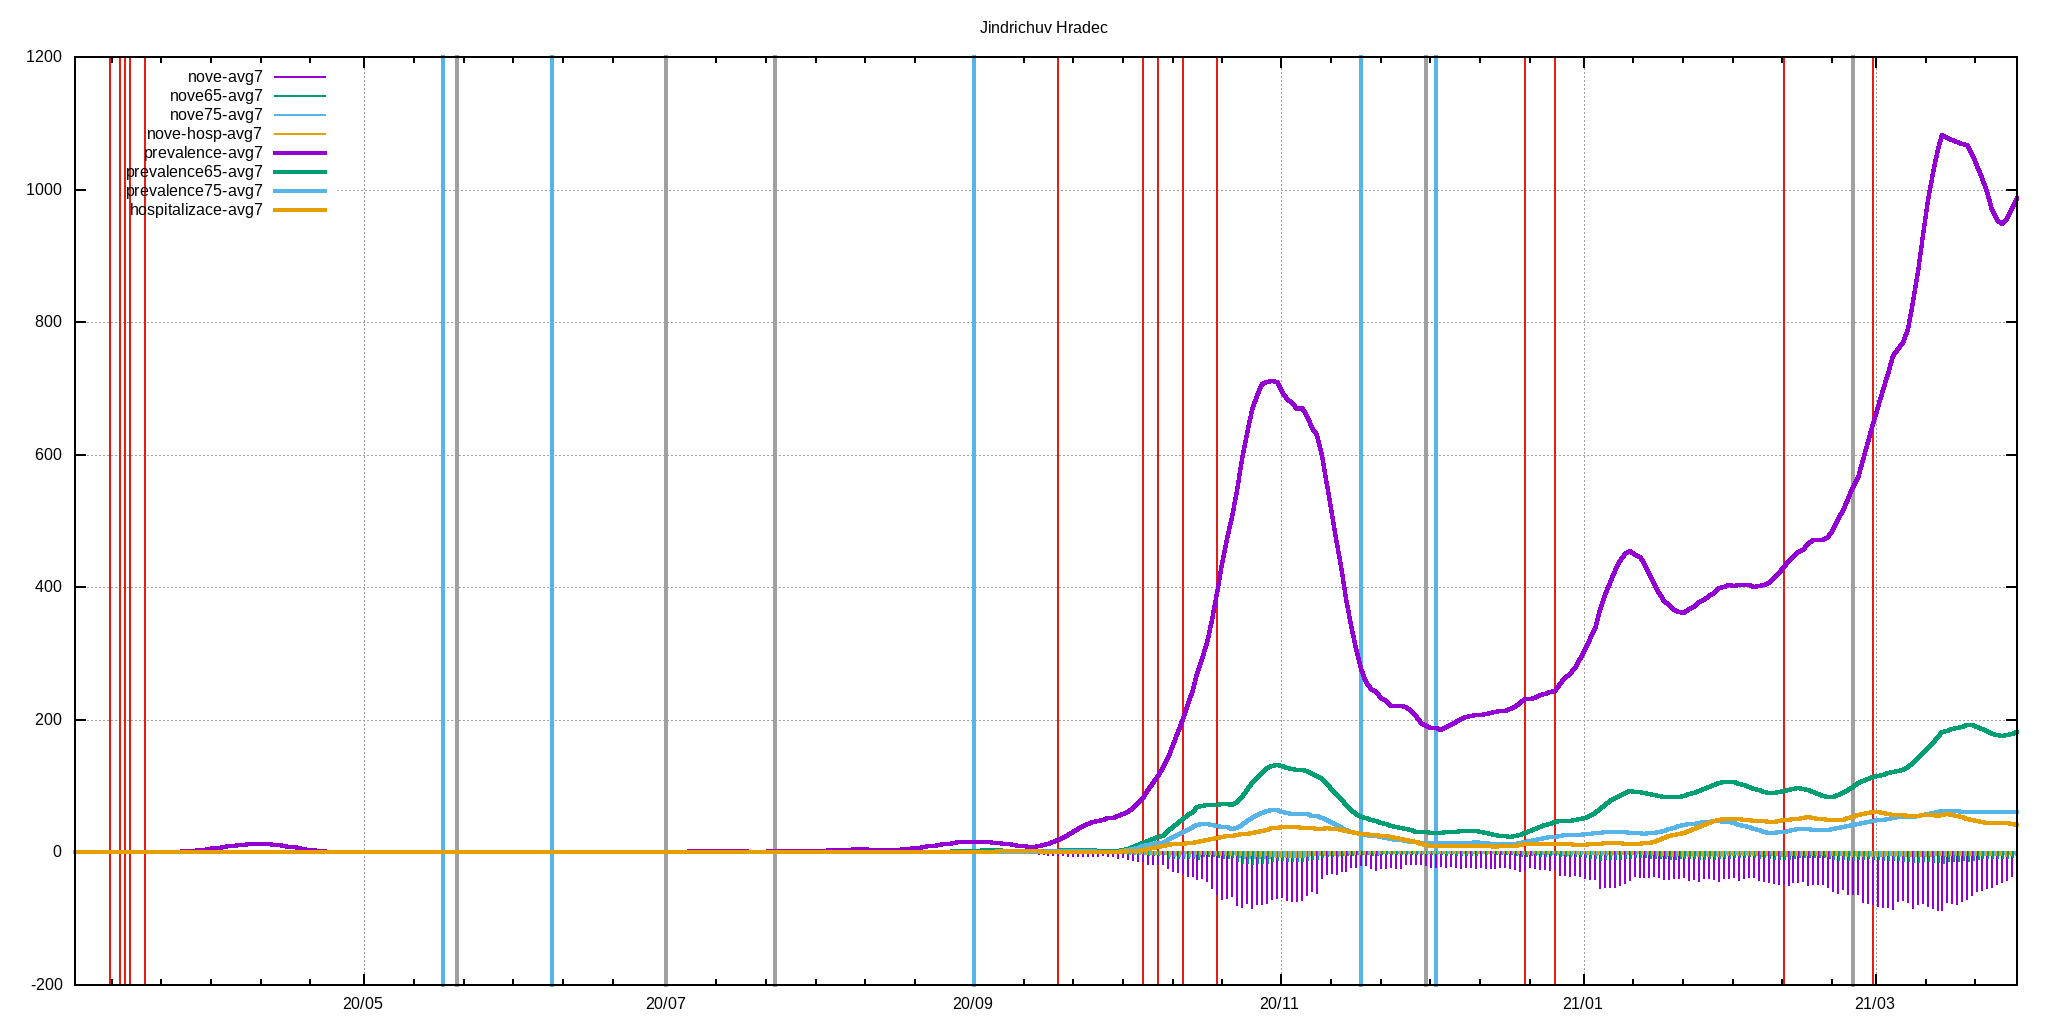 Jindrichuv Hradec
1200
1000
800
600
400
200
0
-200
nove-avg7
nove65-avg7
nove75-avg7
nove-hosp-avg7
prevalence-avg7
prevalence65-avg7
prevalence75-avg7
hospitalizace-avg7
20/05 20/07 20/09 20/11 21/01 21/03